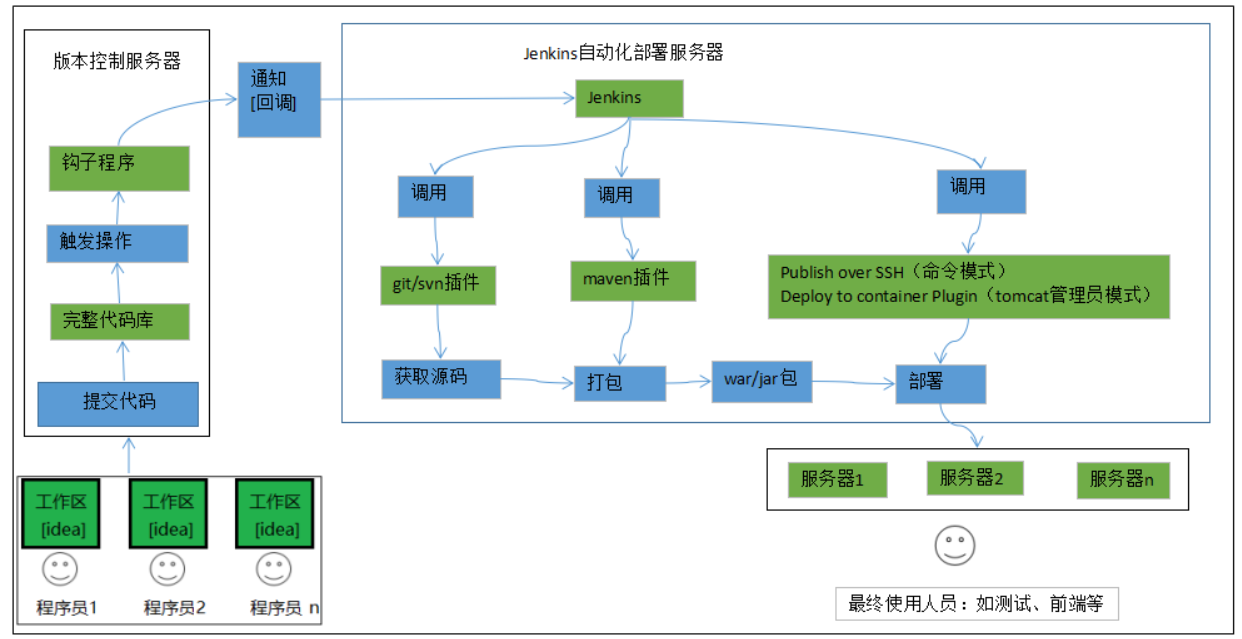 版本控制服务器
通知
[回调]
钩子程序
触发操作
完整代码库
提交代码
工作区
[idea]
工作区
[idea]
工作区
[idea]
程序员1
程序员2
程序员 n
Jenkins自动化部署服务器
Jenkins
调用
调用
调用
git/svn插件
maven插件
Publish over SSH（命令模式）
Deploy to container Plugin（tomcat管理员模式）
获取源码
打包
war/jar包
部署
服务器1
服务器2
服务器n
最终使用人员：如测试、前端等